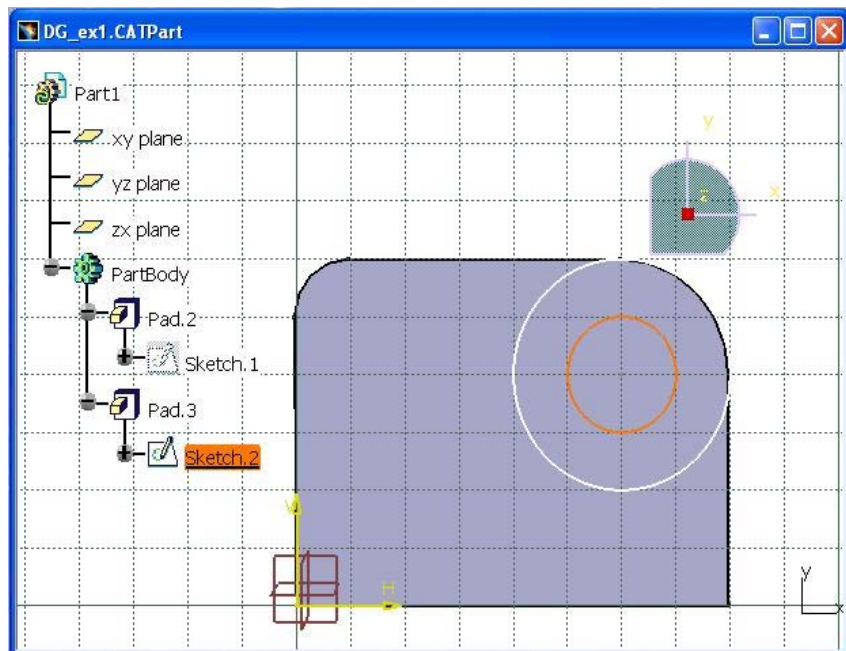 DG_ex1.CATPart
Part1
xy plane
yz plane
zx plane
PartBody
Pad.2
Sketch.1
Pad.3
Sketch.2
y
z
x
V
H
y
x